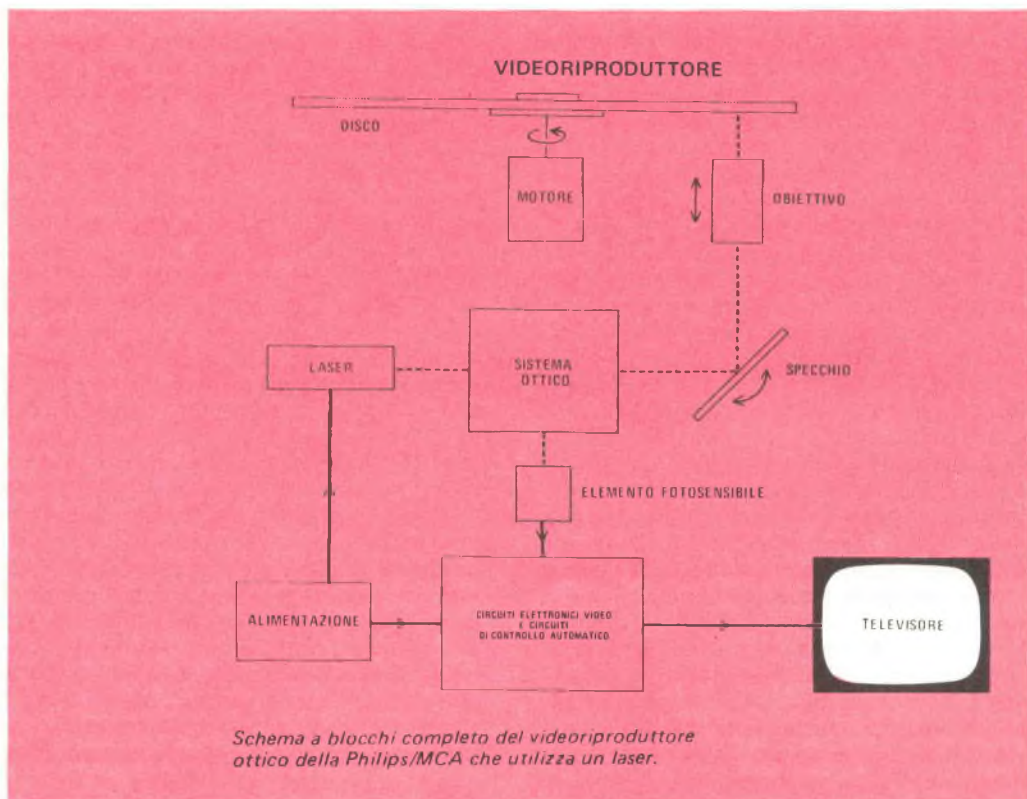 VIDEORIPRODUTTORE
DISCO
MOTORE
OBIETTIVO
LASER
SISTEMA
OTTICO
SPECCHIO
ELEMENTO FOTOSENSIBILE
ALIMENTAZIONE
CIRCUITI ELETTRONICI VIDEO
E CIRCUITI
DI CONTROLLO AUTOMATICO
TELEVISORE
Schema a blocchi completo del videoriproduttore
ottico della Philips/MCA che utilizza un laser.